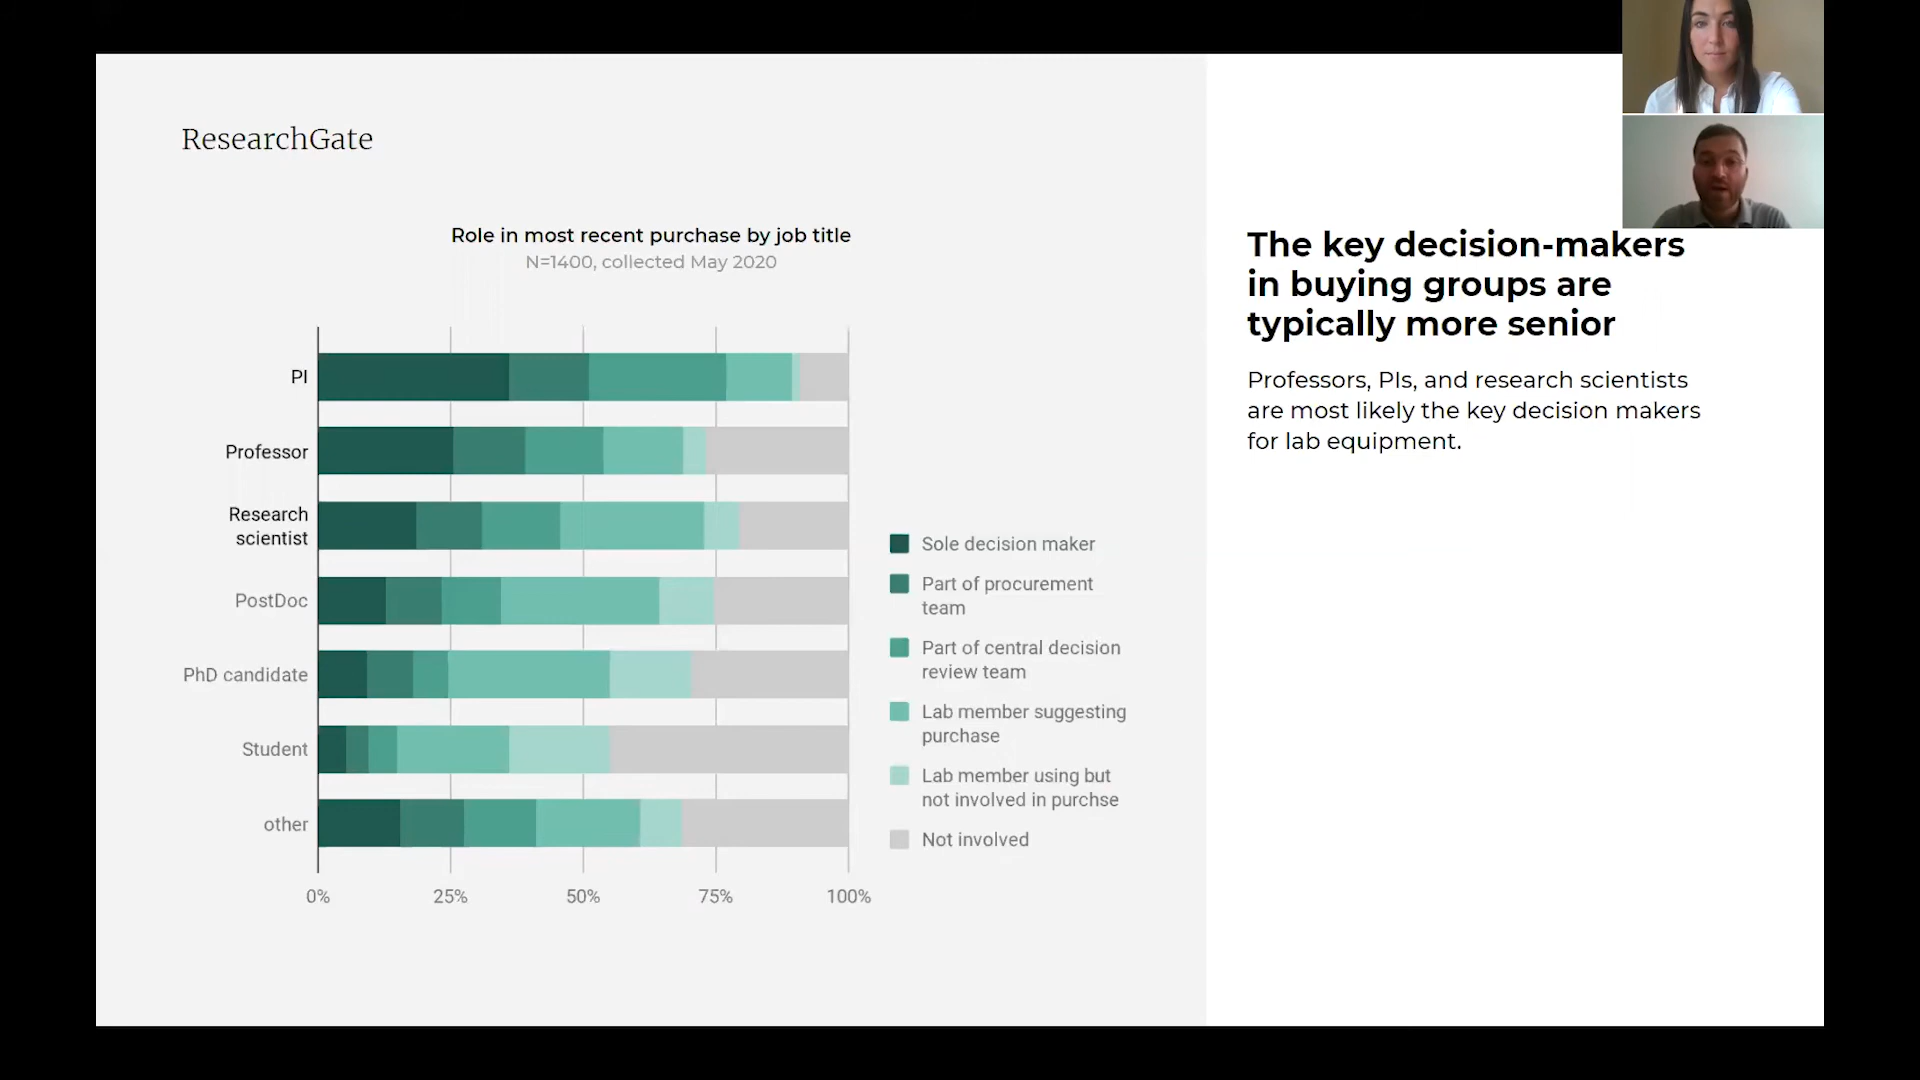 ResearchGate
Role in most recent purchase by job title
N=1400, collected May 2020
PI
Professor
Research
scientist
PostDoc
PhD candidate
Student
other
0% 25% 50% 75% 100%
Sole decision maker
Part of procurement
team
Part of central decision
review team
Lab member suggesting
purchase
Lab member using but
not involved in purchse
Not involved
The key decision-makers
in buying groups are
typically more senior
Professors, PIs, and research scientists
are most likely the key decision makers
for lab equipment.